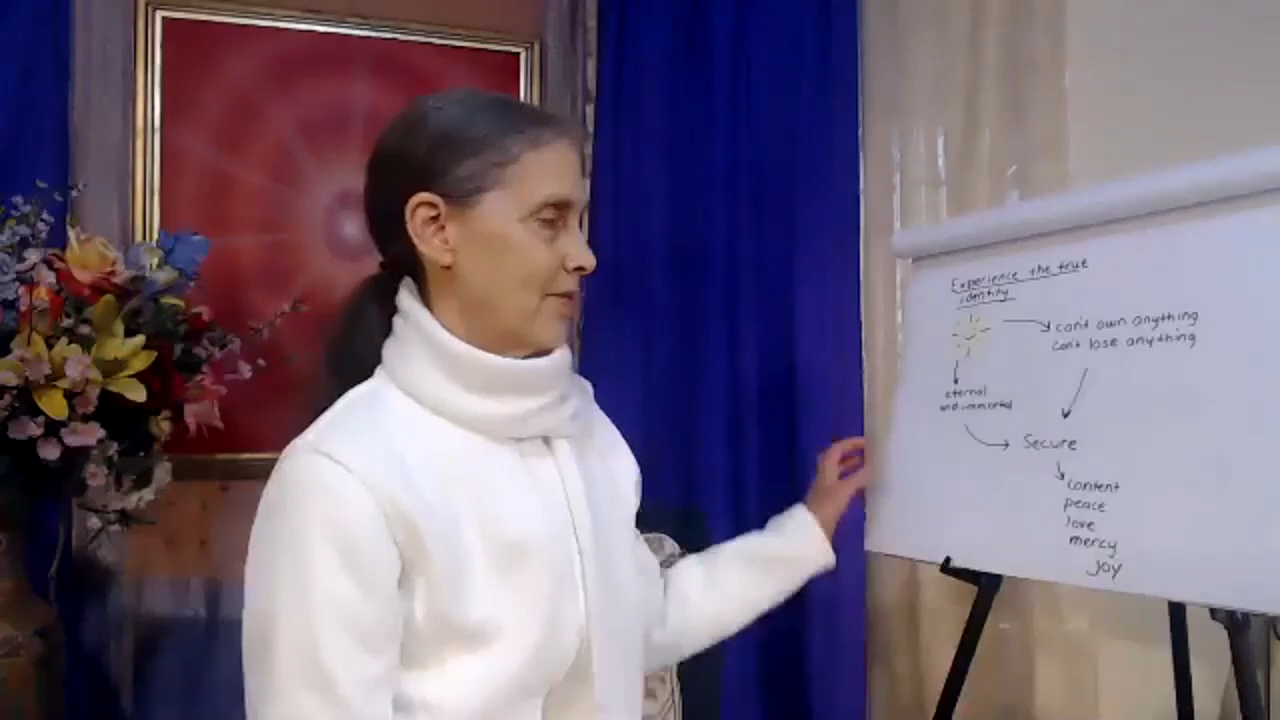 Experience the true
identity
can't own anything
can't lose anything
eternal
and immortal
Secure
content
peace
love
mercy
joy